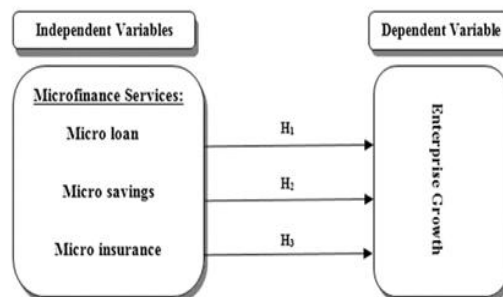 Independent Variables
Dependent Variable
Microfinance Services:
Micro loan
H₁
Micro savings
H₂
Micro insurance
H₃
Enterprise Growth